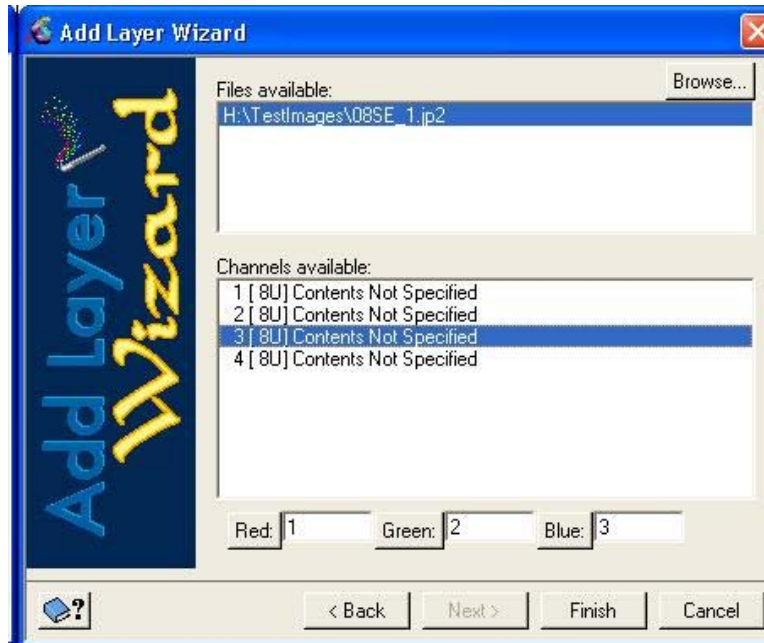 Add Layer Wizard
Add Layer
Wizard
Files available:
Browse...
H:\TestImages\08SE_1.jp2
Channels available:
1 [ 8U] Contents Not Specified
2 [ 8U] Contents Not Specified
3 [ 8U] Contents Not Specified
4 [ 8U] Contents Not Specified
Red: 1 Green: 2 Blue: 3
? < Back Next > Finish Cancel